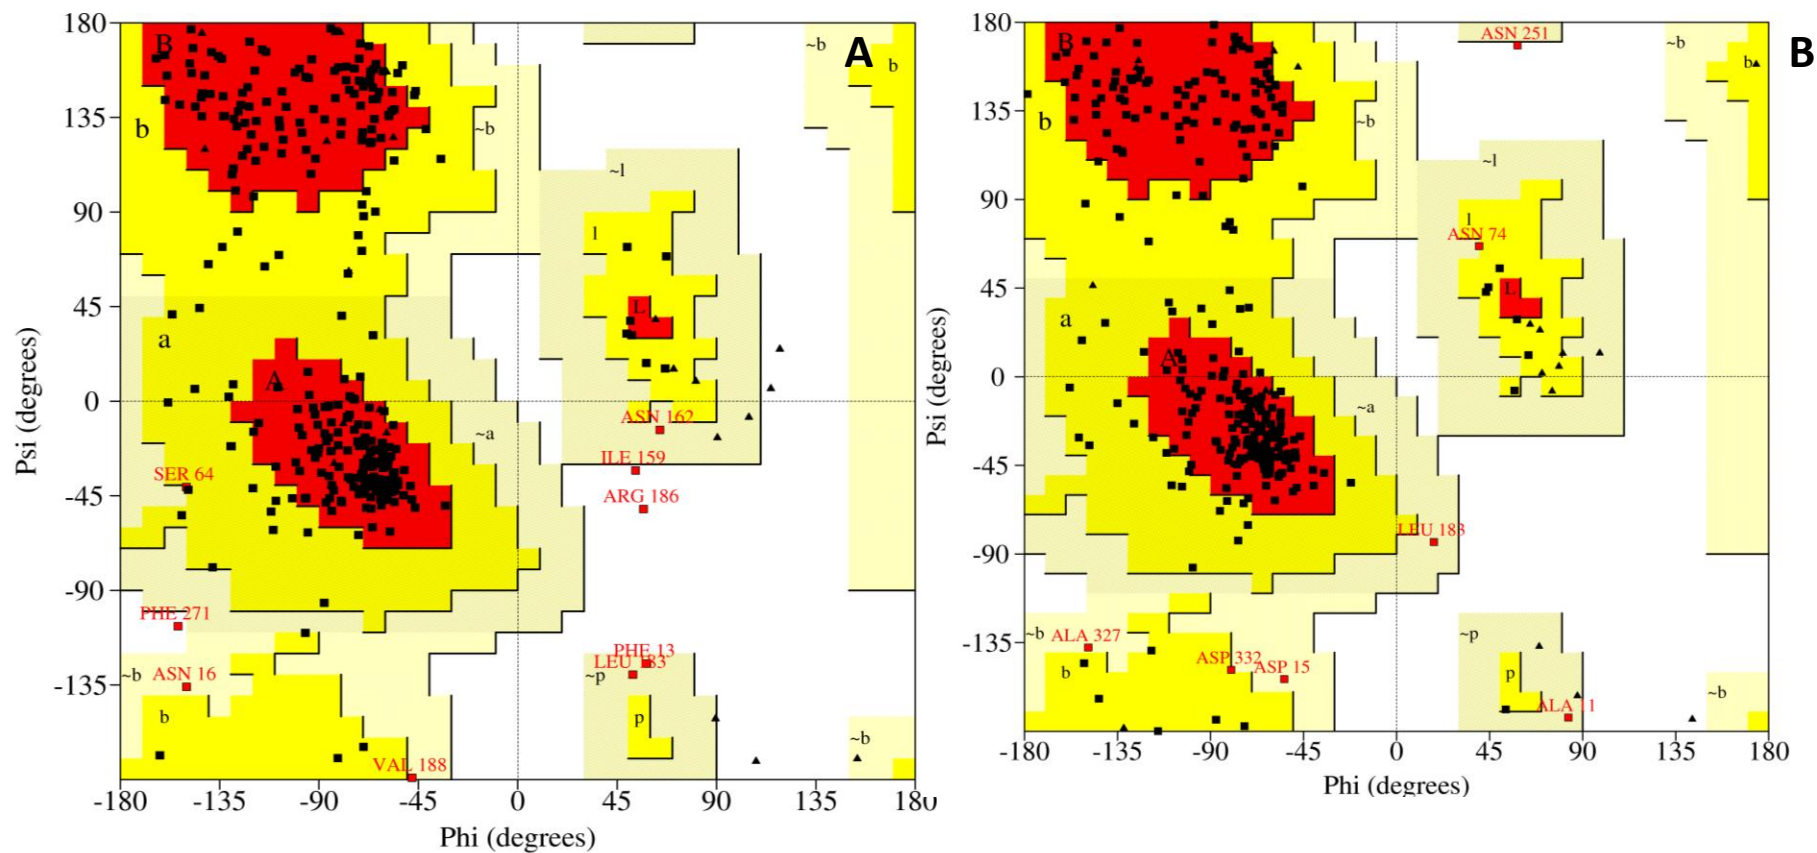 A
B
180
135
90
45
0
-45
-90
-135
Psi (degrees)
B
b
~b
~b
b
~l
l
L
a
A
~a
ASN 162
ILE 159
ARG 186
SER 64
PHE 271
ASN 16
PHE 13
~b
~p
b
p
~b
VAL 188
-180 -135 -90 -45 0 45 90 135
Phi (degrees)
180
135
90
45
0
-45
-90
-135
Psi (degrees)
B
b
~b
ASN 251
~b
b
~l
l
ASN 74
L
a
A
~a
LEU 183
~b
ALA 327
b
ASP 332
ASP 15
~p
p
ALA 11
~b
-180 -135 -90 -45 0 45 90 135 180
Phi (degrees)